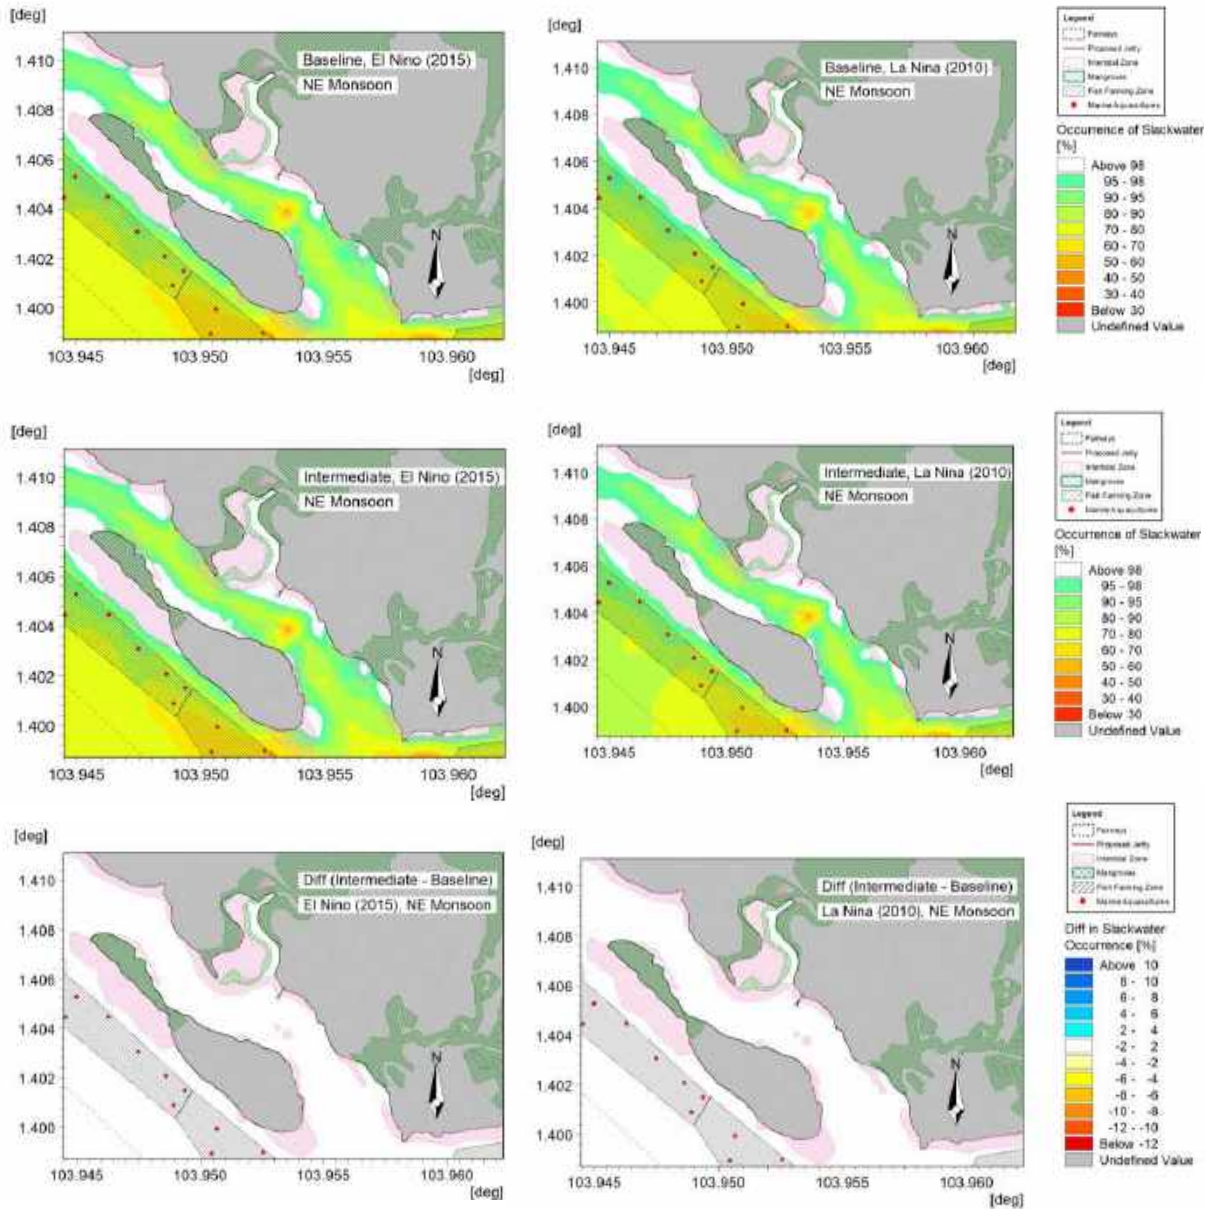 [deg]
1.410
1.408
1.406
1.404
1.402
1.400
103.945 103.950 103.955 103.960
[deg]
Baseline, El Nino (2015)
NE Monsoon
N
1.410
1.408
1.406
1.404
1.402
1.400
103.945 103.950 103.955 103.960
[deg]
[deg]
Baseline, La Nina (2010)
NE Monsoon
N
Legend
Fairways
Proposed Jetty
Intertidal Zone
Mangroves
Fish Farming Zone
Marine Aquacultures
Occurrence of Slackwater
[%]
Above 98
95 - 98
90 - 95
80 - 90
70 - 80
60 - 70
50 - 60
40 - 50
30 - 40
Below 30
Undefined Value
[deg]
1.410
1.408
1.406
1.404
1.402
1.400
103.945 103.950 103.955 103.960
[deg]
Intermediate, El Nino (2015)
NE Monsoon
N
[deg]
1.410
1.408
1.406
1.404
1.402
1.400
103.945 103.950 103.955 103.960
[deg]
Intermediate, La Nina (2010)
NE Monsoon
N
Legend
Fairways
Proposed Jetty
Intertidal Zone
Mangroves
Fish Farming Zone
Marine Aquacultures
Occurrence of Slackwater
[%]
Above 98
95 - 98
90 - 95
80 - 90
70 - 80
60 - 70
50 - 60
40 - 50
30 - 40
Below 30
Undefined Value
[deg]
1.410
1.408
1.406
1.404
1.402
1.400
103.945 103.950 103.955 103.960
[deg]
Diff (Intermediate - Baseline)
El Nino (2015), NE Monsoon
N
[deg]
1.410
1.408
1.406
1.404
1.402
1.400
103.945 103.950 103.955 103.960
[deg]
Diff (Intermediate - Baseline)
La Nina (2010), NE Monsoon
N
Legend
Fairways
Proposed Jetty
Intertidal Zone
Mangroves
Fish Farming Zone
Marine Aquacultures
Diff in Slackwater
Occurrence [%]
Above 10
8 - 10
6 - 8
4 - 6
2 - 4
-2 - 2
-4 - -2
-6 - -4
-8 - -6
-10 - -8
-12 - -10
Below -12
Undefined Value